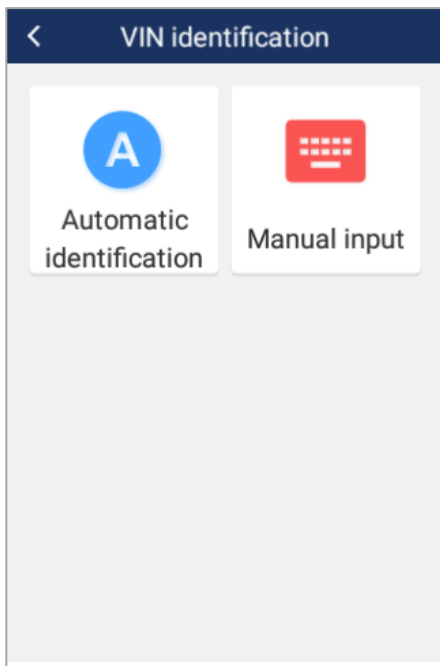 VIN identification
A
Automatic
identification
Manual input